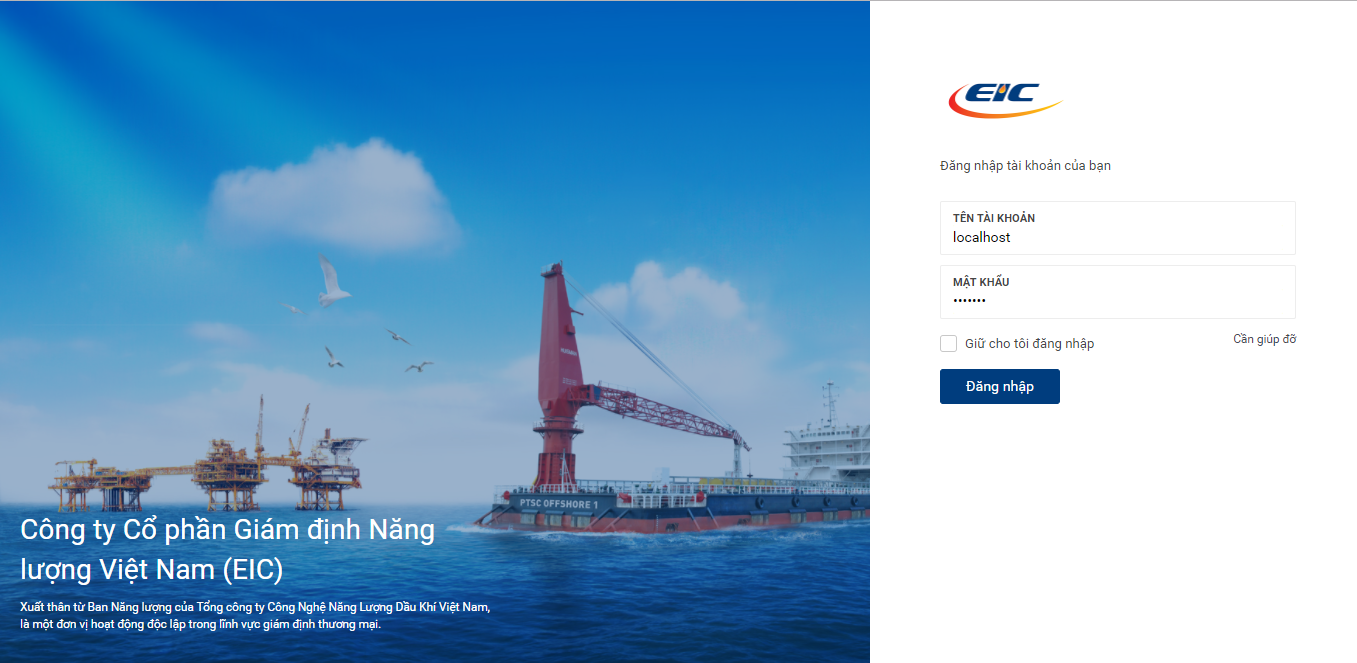 EIC
Đăng nhập tài khoản của bạn
TÊN TÀI KHOẢN
localhost
MẬT KHẨU
•••••••
Giữ cho tôi đăng nhập
Cần giúp đỡ
Đăng nhập
PTSC OFFSHORE 1
Công ty Cổ phần Giám định Năng
lượng Việt Nam (EIC)
Xuất thân từ Ban Năng lượng của Tổng công ty Công Nghệ Năng Lượng Dầu Khí Việt Nam,
là một đơn vị hoạt động độc lập trong lĩnh vực giám định thương mại.